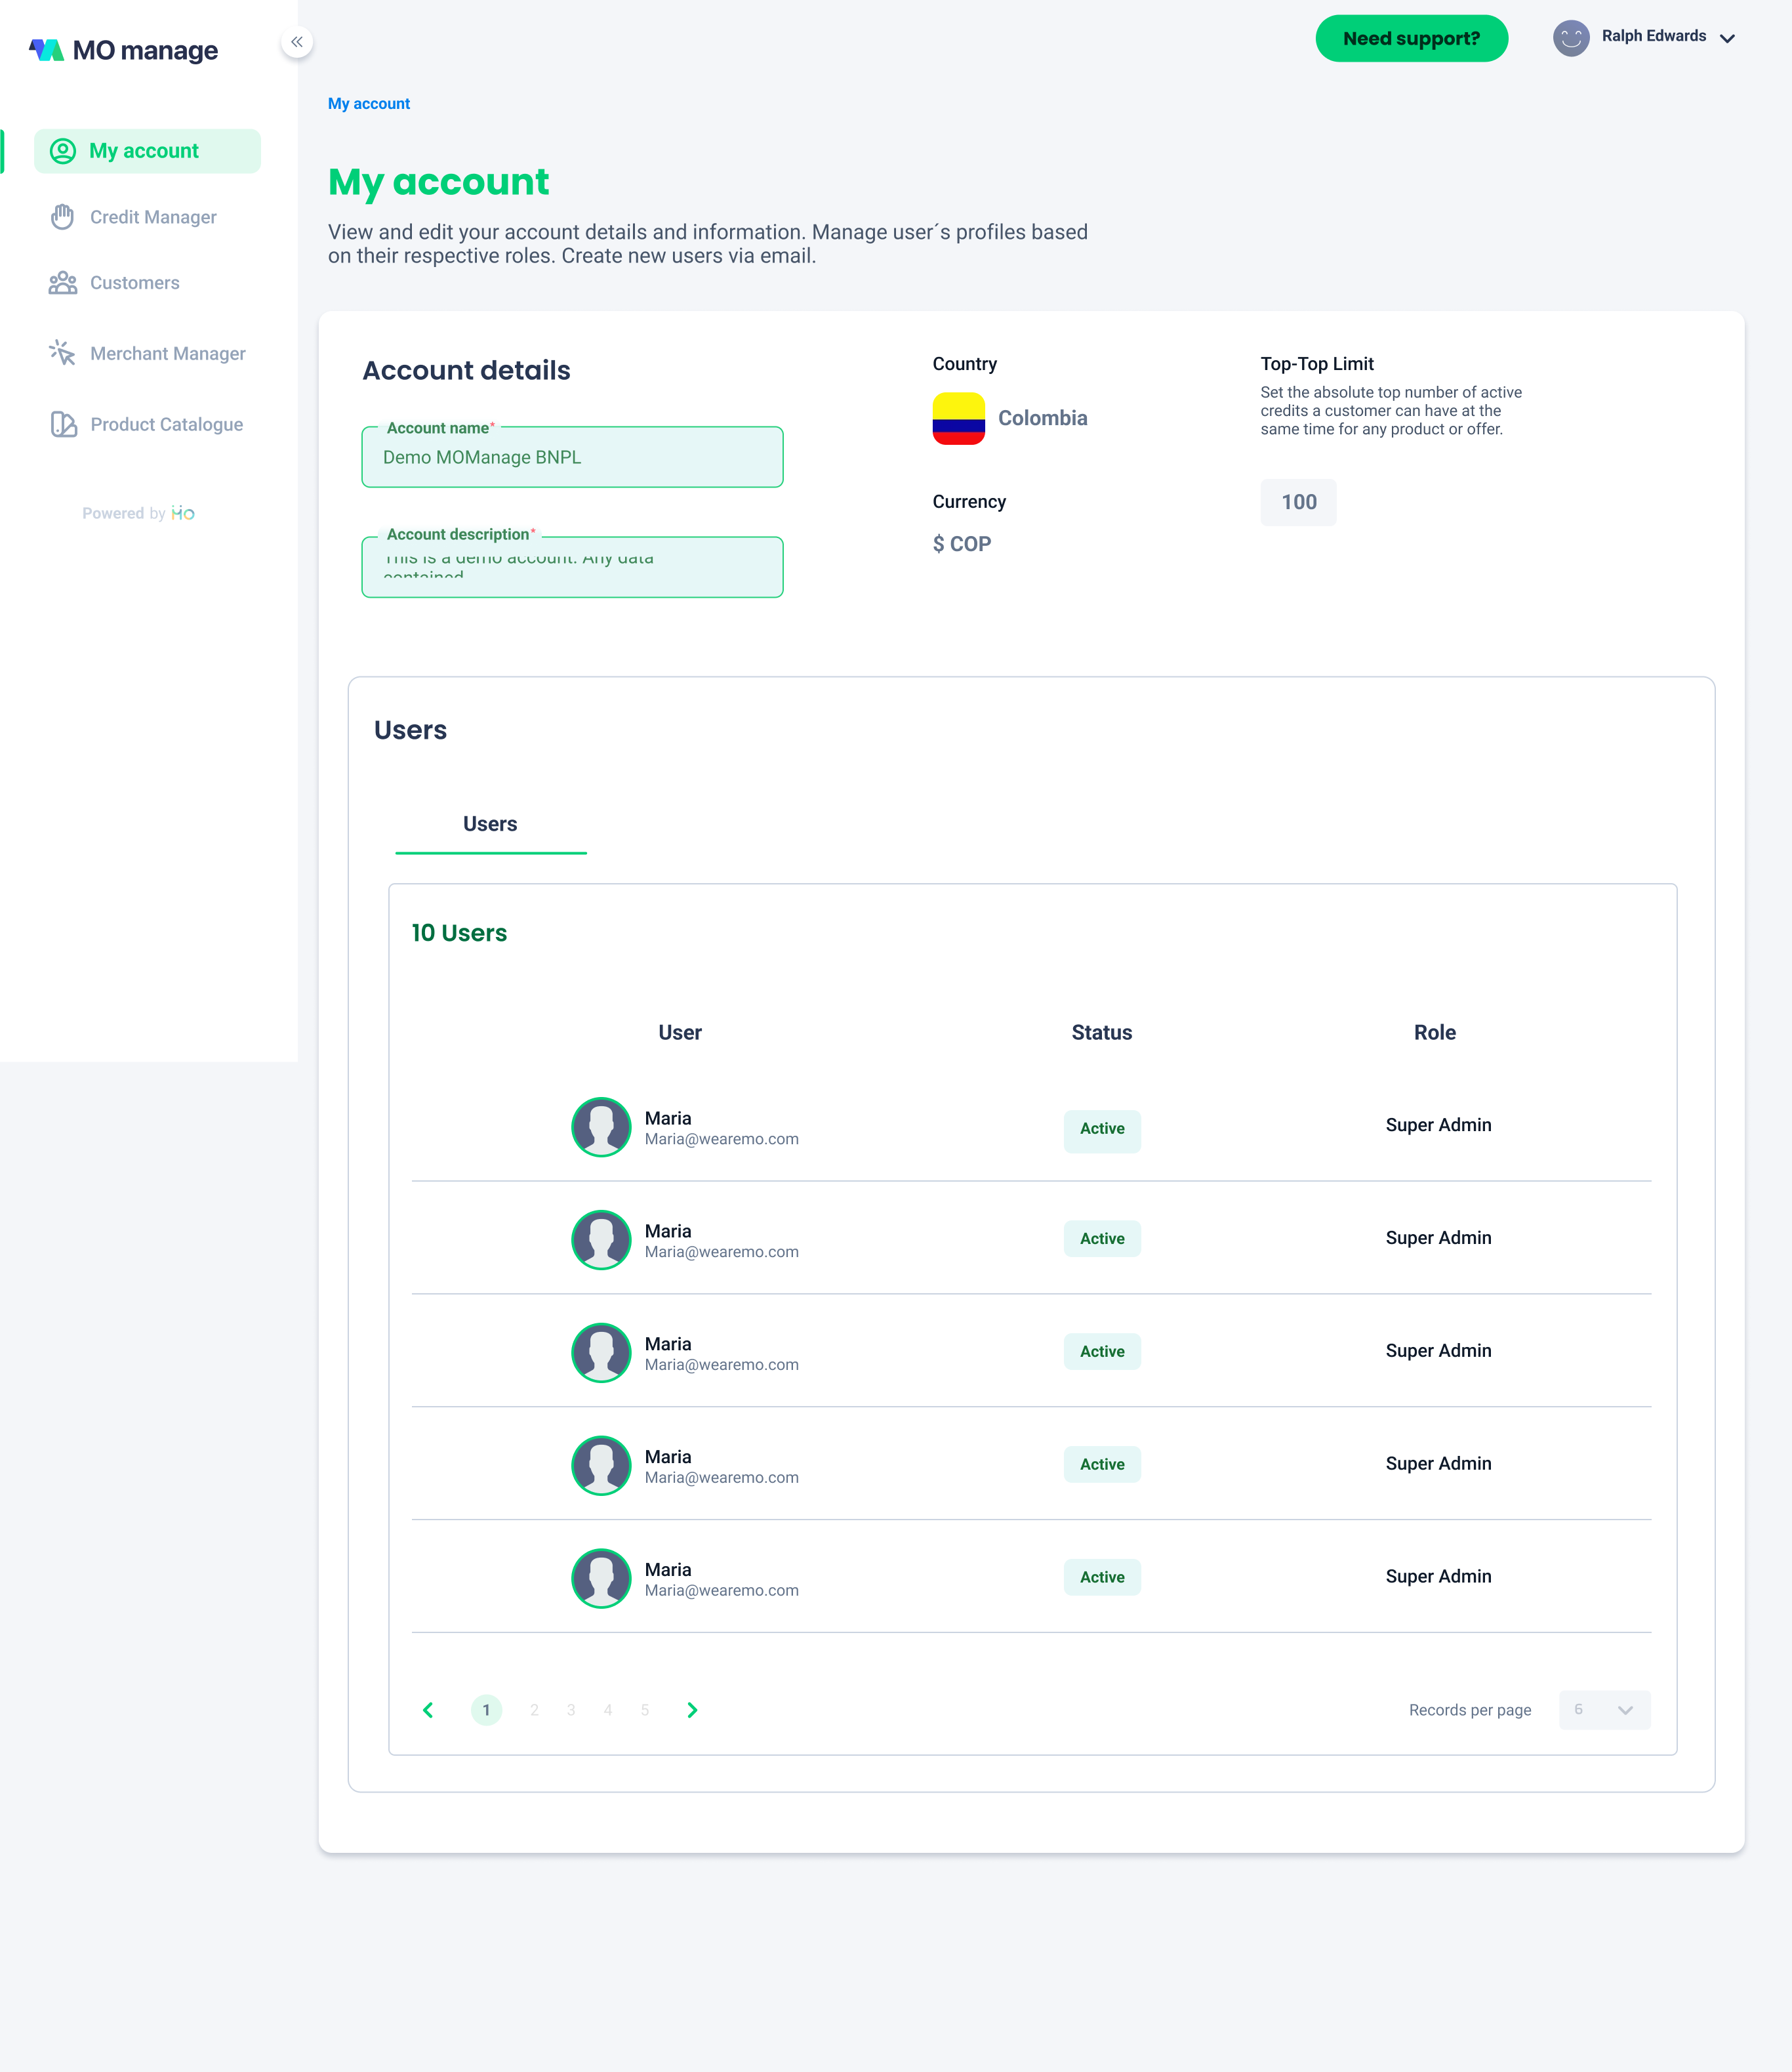 MO manage
Need support?
Ralph Edwards
My account
My account
Credit Manager
Customers
Merchant Manager
Product Catalogue
Powered by MO
My account
View and edit your account details and information. Manage user´s profiles based
on their respective roles. Create new users via email.
Account details
Account name*
Demo MOManage BNPL
Account description*
This is a demo account. Any data
contained
Country
Colombia
Currency
$ COP
Top-Top Limit
Set the absolute top number of active
credits a customer can have at the
same time for any product or offer.
100
Users
Users
10 Users
User Status Role
Maria
Maria@wearemo.com
Active
Super Admin
Maria
Maria@wearemo.com
Active
Super Admin
Maria
Maria@wearemo.com
Active
Super Admin
Maria
Maria@wearemo.com
Active
Super Admin
Maria
Maria@wearemo.com
Active
Super Admin
1 2 3 4 5
Records per page